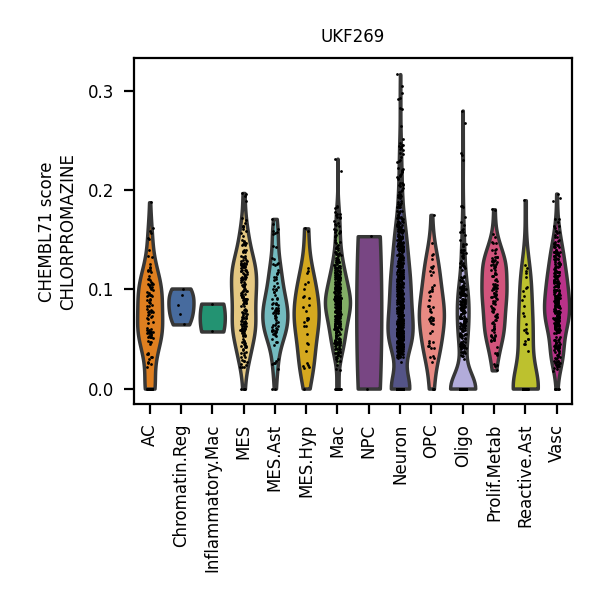 UKF269
CHEMBL71 score
CHLORPROMAZINE
0.3
0.2
0.1
0.0
AC
Chromatin.Reg
Inflammatory.Mac
MES
MES.Ast
MES.Hyp
Mac
NPC
Neuron
OPC
Oligo
Prolif.Metab
Reactive.Ast
Vasc